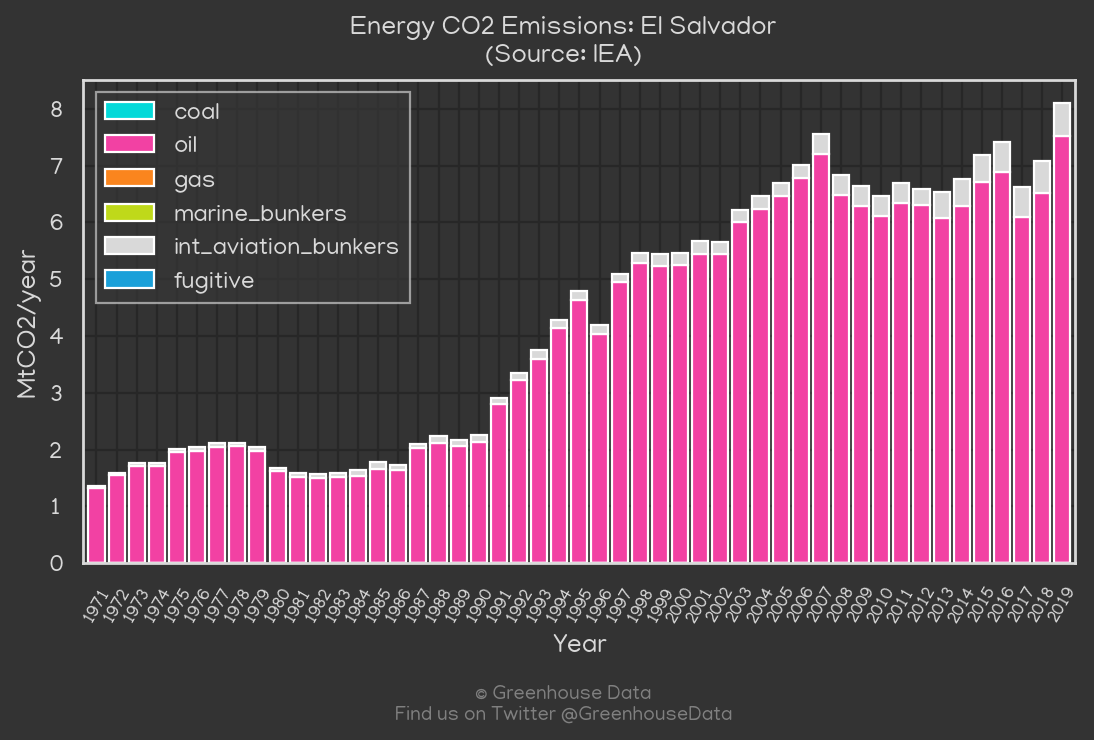 Energy CO2 Emissions: El Salvador
(Source: IEA)
coal
oil
gas
marine_bunkers
int_aviation_bunkers
fugitive
MtCO2/year
8
7
6
5
4
3
2
1
0
1971 1972 1973 1974 1975 1976 1977 1978 1979 1980 1981 1982 1983 1984 1985 1986 1987 1988 1989 1990 1991 1992 1993 1994 1995 1996 1997 1998 1999 2000 2001 2002 2003 2004 2005 2006 2007 2008 2009 2010 2011 2012 2013 2014 2015 2016 2017 2018 2019
Year
© Greenhouse Data
Find us on Twitter @GreenhouseData